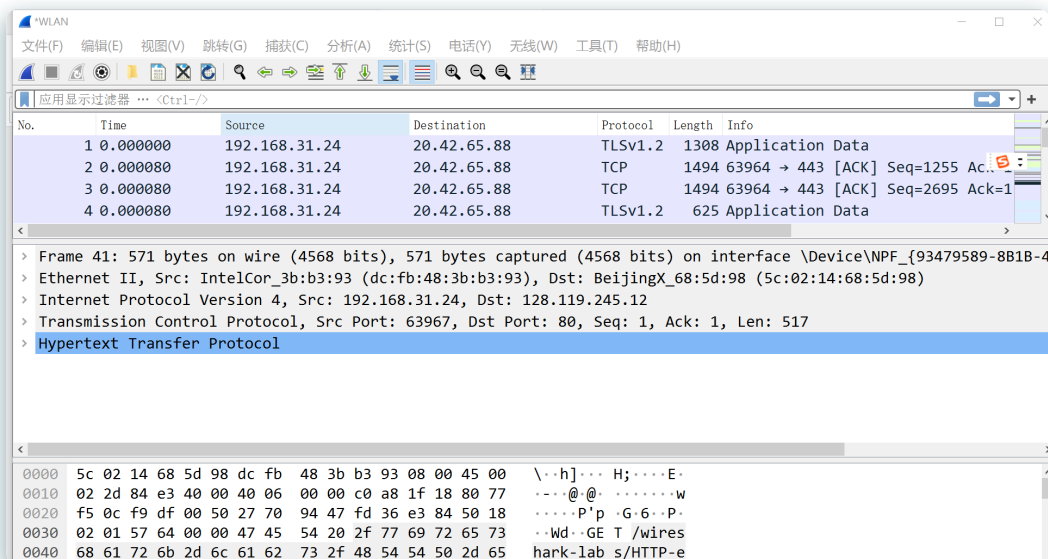 *WLAN
文件(F) 编辑(E) 视图(V) 跳转(G) 捕获(C) 分析(A) 统计(S) 电话(Y) 无线(W) 工具(T) 帮助(H)
应用显示过滤器 … <Ctrl-/>
No. Time Source Destination Protocol Length Info
1 0.000000 192.168.31.24 20.42.65.88 TLSv1.2 1308 Application Data
2 0.000080 192.168.31.24 20.42.65.88 TCP 1494 63964 → 443 [ACK] Seq=1255
3 0.000080 192.168.31.24 20.42.65.88 TCP 1494 63964 → 443 [ACK] Seq=2695 Ack=1
4 0.000080 192.168.31.24 20.42.65.88 TLSv1.2 625 Application Data
Frame 41: 571 bytes on wire (4568 bits), 571 bytes captured (4568 bits) on interface \Device\NPF_{93479589-8B1B-4
Ethernet II, Src: IntelCor_3b:b3:93 (dc:fb:48:3b:b3:93), Dst: BeijingX_68:5d:98 (5c:02:14:68:5d:98)
Internet Protocol Version 4, Src: 192.168.31.24, Dst: 128.119.245.12
Transmission Control Protocol, Src Port: 63967, Dst Port: 80, Seq: 1, Ack: 1, Len: 517
Hypertext Transfer Protocol
0000 5c 02 14 68 5d 98 dc fb 48 3b b3 93 08 00 45 00 \··h]··· H;····E·
0010 02 2d 84 e3 40 00 40 06 00 00 c0 a8 1f 18 80 77 ·-··@·@· ·······w
0020 f5 0c f9 df 00 50 27 70 94 47 fd 36 e3 84 50 18 ·····P'p ·G·6··P·
0030 02 01 57 64 00 00 47 45 54 20 2f 77 69 72 65 73 ··Wd··GE T /wires
0040 68 61 72 6b 2d 6c 61 62 73 2f 48 54 54 50 2d 65 hark-lab s/HTTP-e